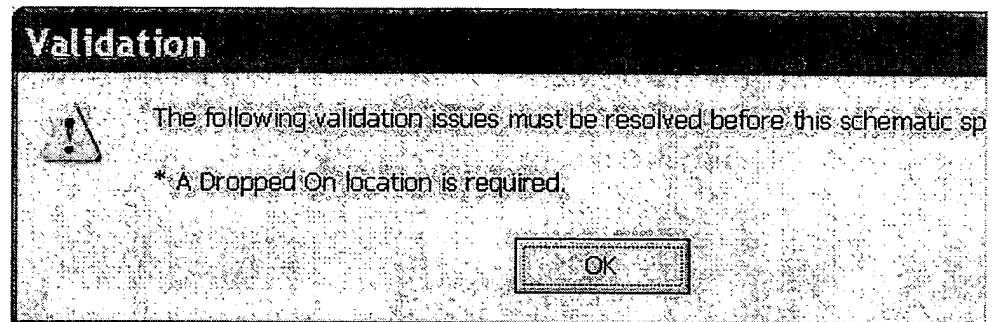 Validation
The following validation issues must be resolved before this schematic sp
* A Dropped On location is required.
OK